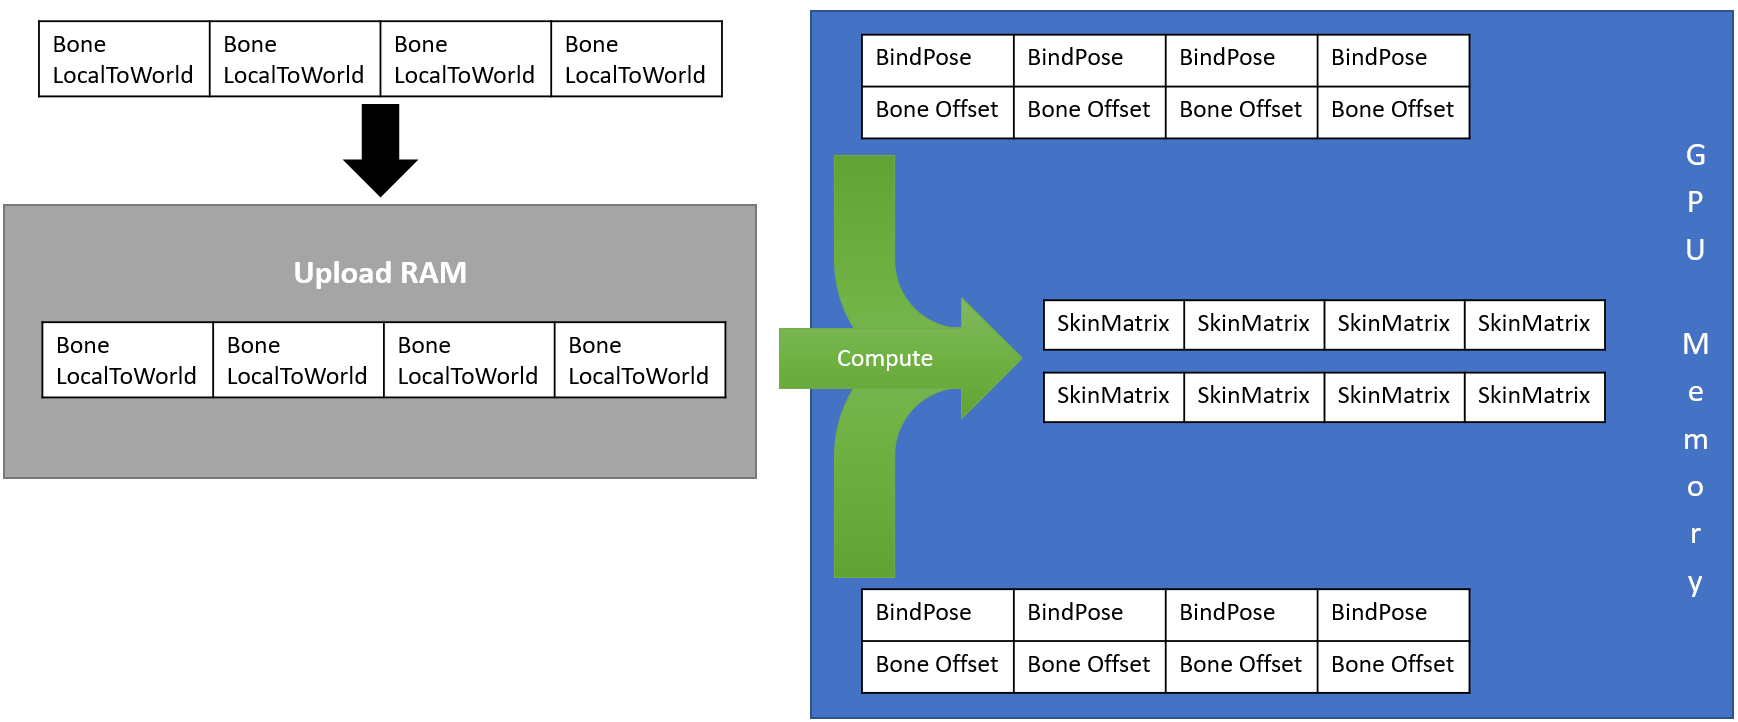 Bone Bone Bone Bone
LocalToWorld LocalToWorld LocalToWorld LocalToWorld
Upload RAM
Bone Bone Bone Bone
LocalToWorld LocalToWorld LocalToWorld LocalToWorld
BindPose BindPose BindPose BindPose
Bone Offset Bone Offset Bone Offset Bone Offset
Compute
SkinMatrix SkinMatrix SkinMatrix SkinMatrix
SkinMatrix SkinMatrix SkinMatrix SkinMatrix
BindPose BindPose BindPose BindPose
Bone Offset Bone Offset Bone Offset Bone Offset
GPU Memory